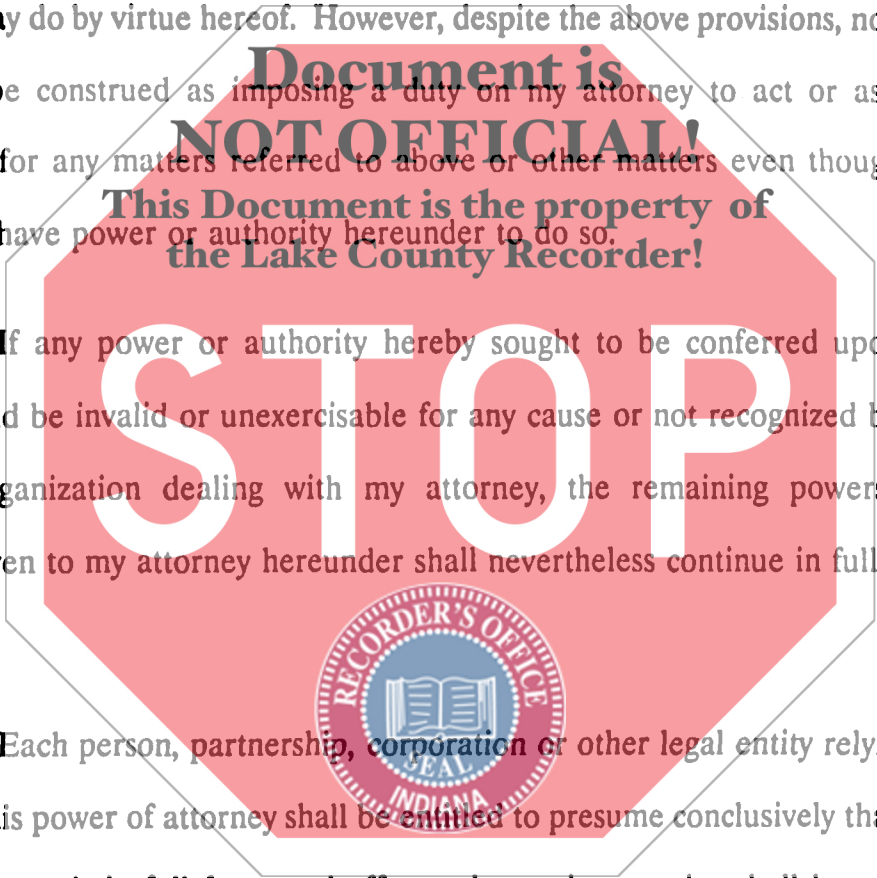 y do by virtue hereof. However, despite the above provisions, no
Document is
e construed as imposing a duty on my attorney to act or as
NOT OFFICIAL!
for any matters referred to above or other matters even thoug
This Document is the property of
have power or authority hereunder to do so.
the Lake County Recorder!
If any power or authority hereby sought to be conferred upo
STOP
d be invalid or unexercisable for any cause or not recognized b
ganization dealing with my attorney, the remaining powers
en to my attorney hereunder shall nevertheless continue in full
RECORDER'S OFFICE
Each person, partnership, corporation or other legal entity rely
SEAL
INDIANA
is power of attorney shall be entitled to presume conclusively tha